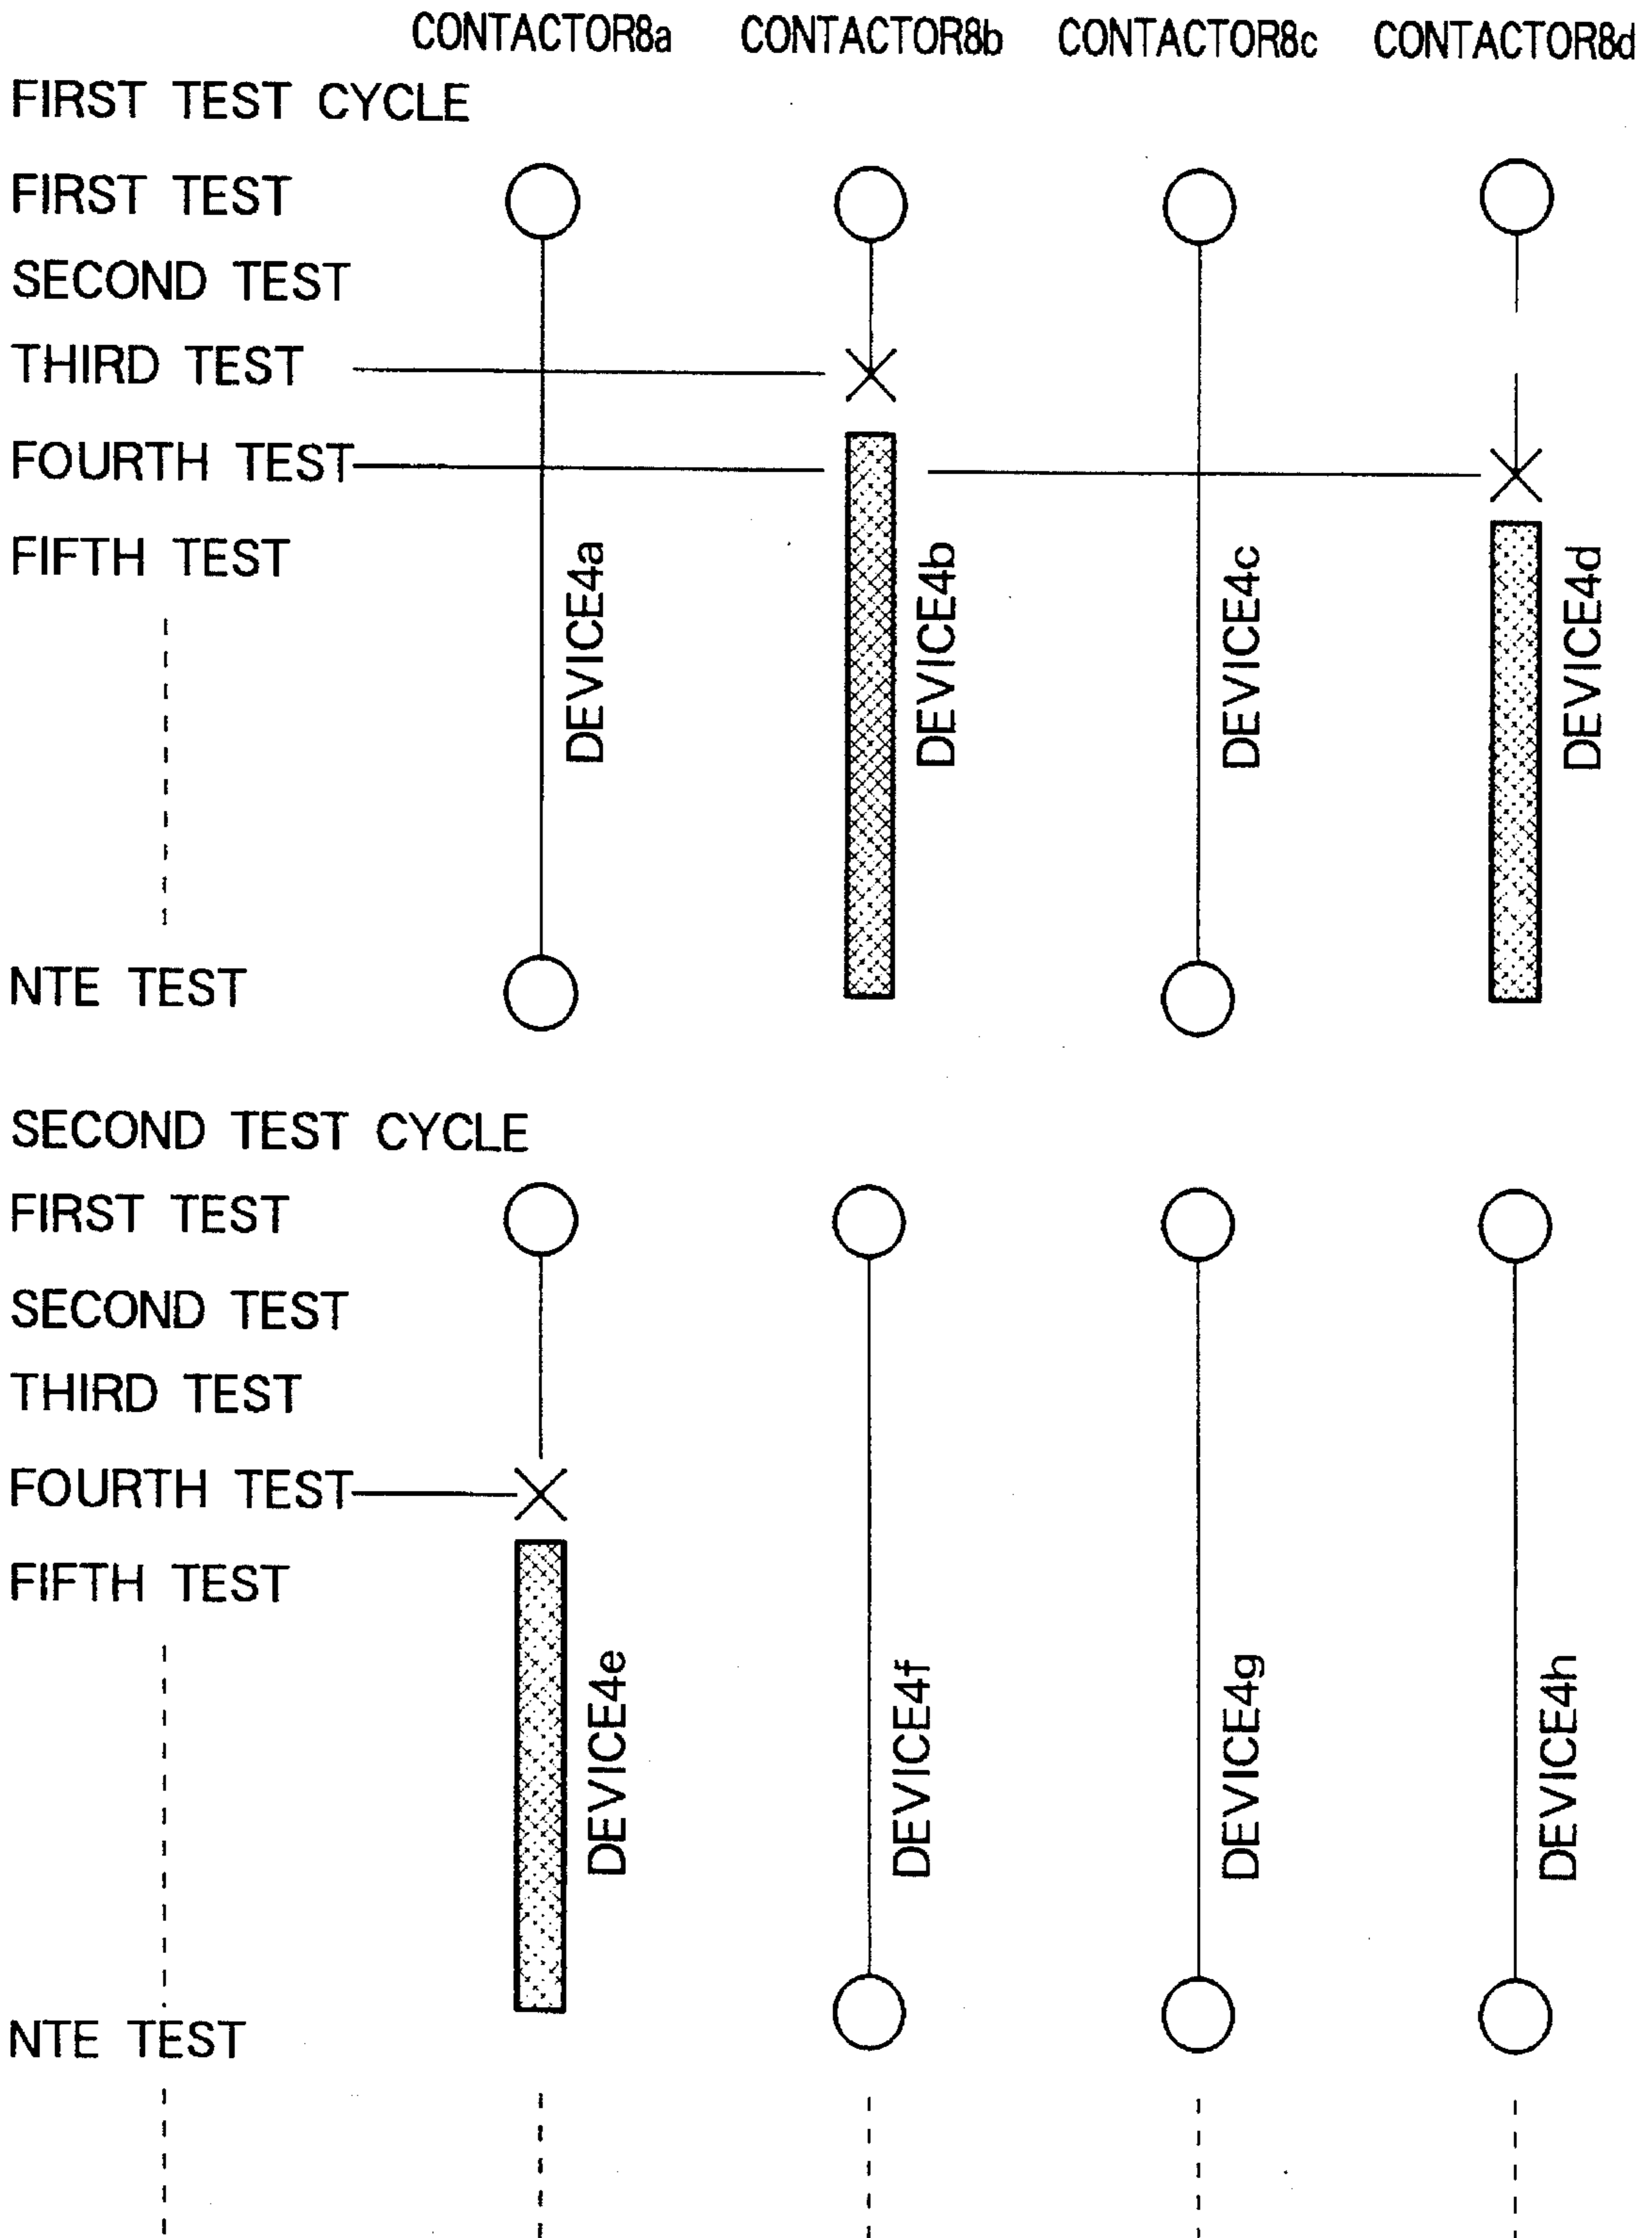 CONTACTOR8a CONTACTOR8b CONTACTOR8c CONTACTOR8d
FIRST TEST CYCLE
FIRST TEST
SECOND TEST
THIRD TEST
FOURTH TEST
FIFTH TEST
DEVICE4a
DEVICE4b
DEVICE4c
DEVICE4d
NTE TEST
SECOND TEST CYCLE
FIRST TEST
SECOND TEST
THIRD TEST
FOURTH TEST
FIFTH TEST
DEVICE4e
DEVICE4f
DEVICE4g
DEVICE4h
NTE TEST